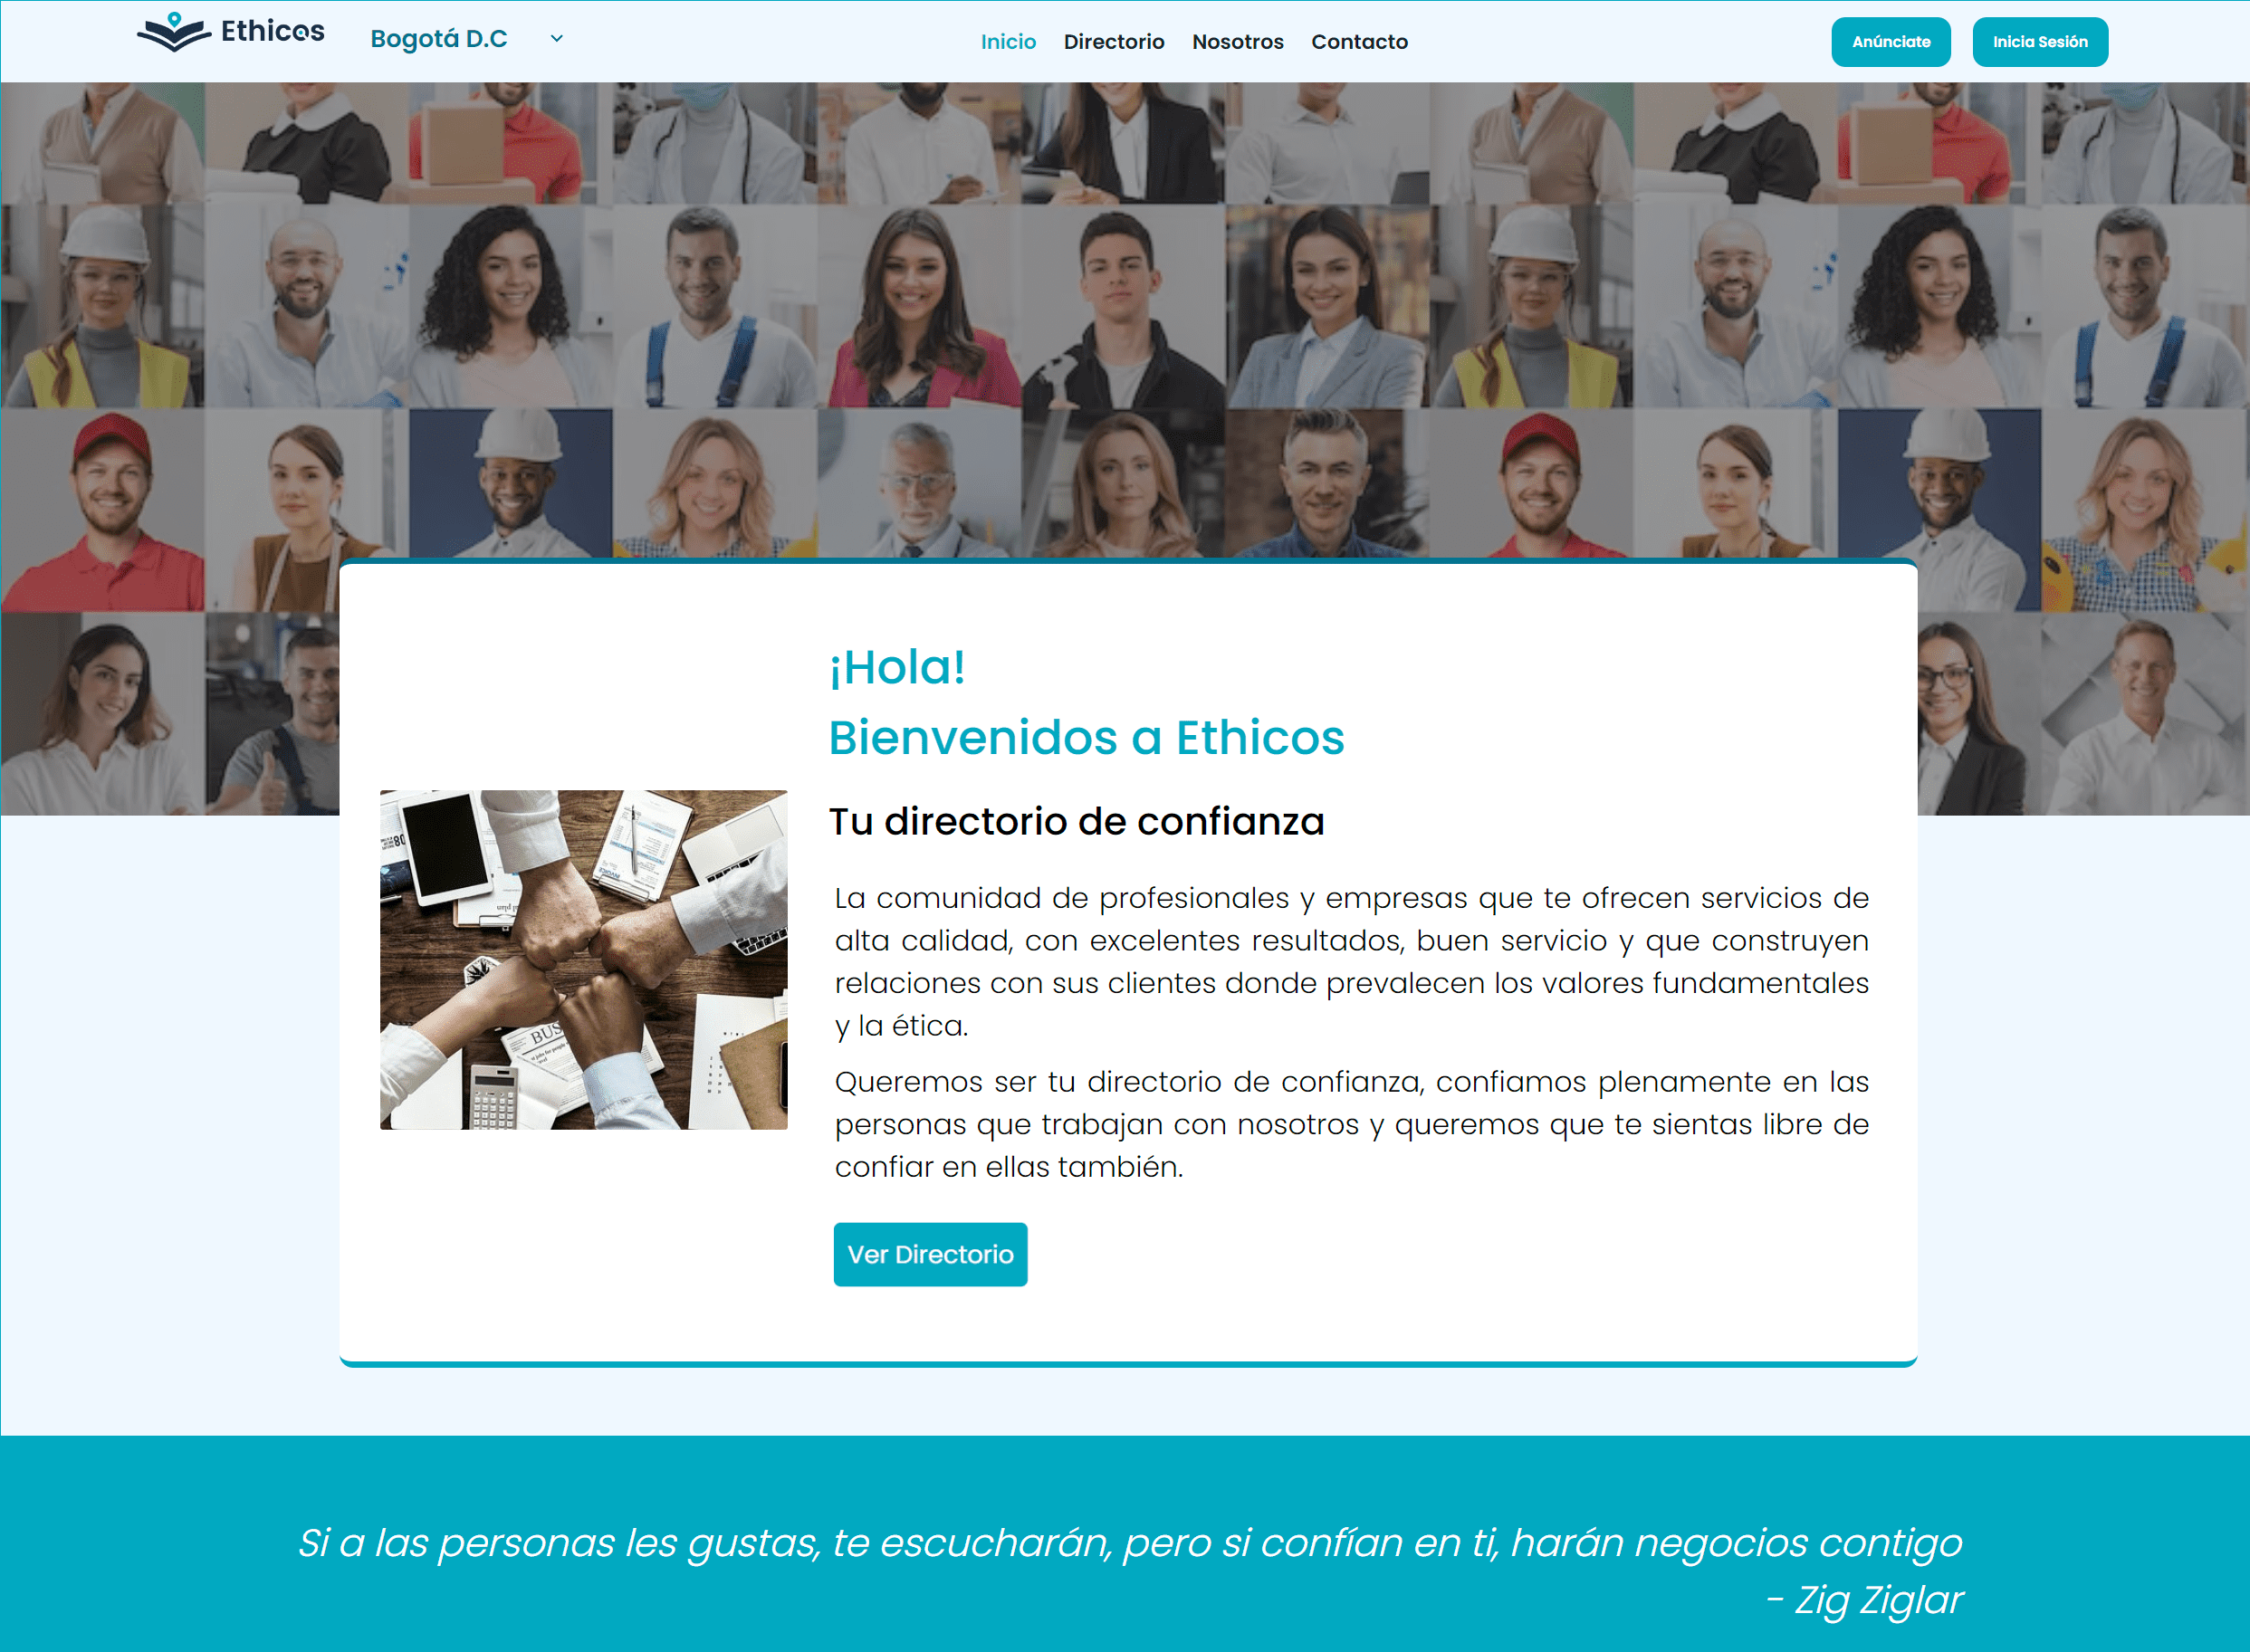 Ethicos
Bogotá D.C
Inicio Directorio Nosotros Contacto
Anúnciate
Inicia Sesión
¡Hola!
Bienvenidos a Ethicos
Tu directorio de confianza
La comunidad de profesionales y empresas que te ofrecen servicios de
alta calidad, con excelentes resultados, buen servicio y que construyen
relaciones con sus clientes donde prevalecen los valores fundamentales
y la ética.
Queremos ser tu directorio de confianza, confiamos plenamente en las
personas que trabajan con nosotros y queremos que te sientas libre de
confiar en ellas también.
Ver Directorio
Si a las personas les gustas, te escucharán, pero si confían en ti, harán negocios contigo
- Zig Ziglar